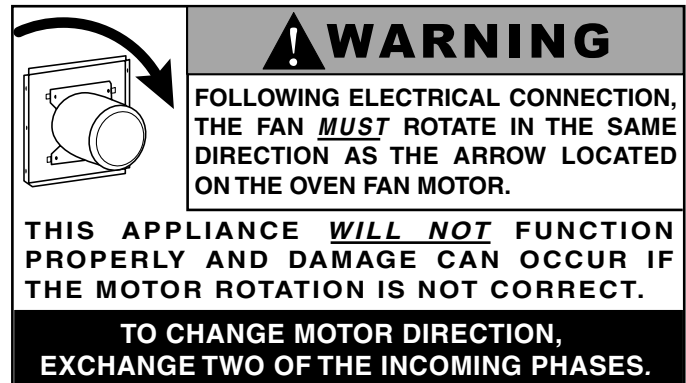 WARNING
FOLLOWING ELECTRICAL CONNECTION,
THE FAN MUST ROTATE IN THE SAME
DIRECTION AS THE ARROW LOCATED
ON THE OVEN FAN MOTOR.
THIS APPLIANCE WILL NOT FUNCTION
PROPERLY AND DAMAGE CAN OCCUR IF
THE MOTOR ROTATION IS NOT CORRECT.
TO CHANGE MOTOR DIRECTION,
EXCHANGE TWO OF THE INCOMING PHASES.